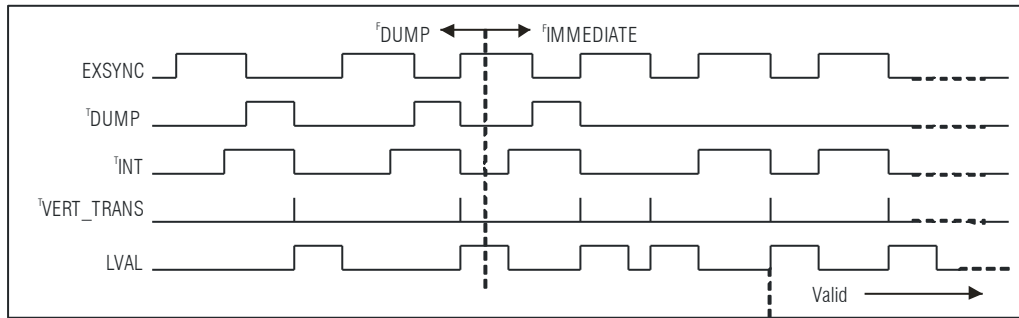 ᶠDUMP ᶠIMMEDIATE
EXSYNC
ᵀDUMP
ᵀINT
ᵀVERT_TRANS
LVAL
Valid